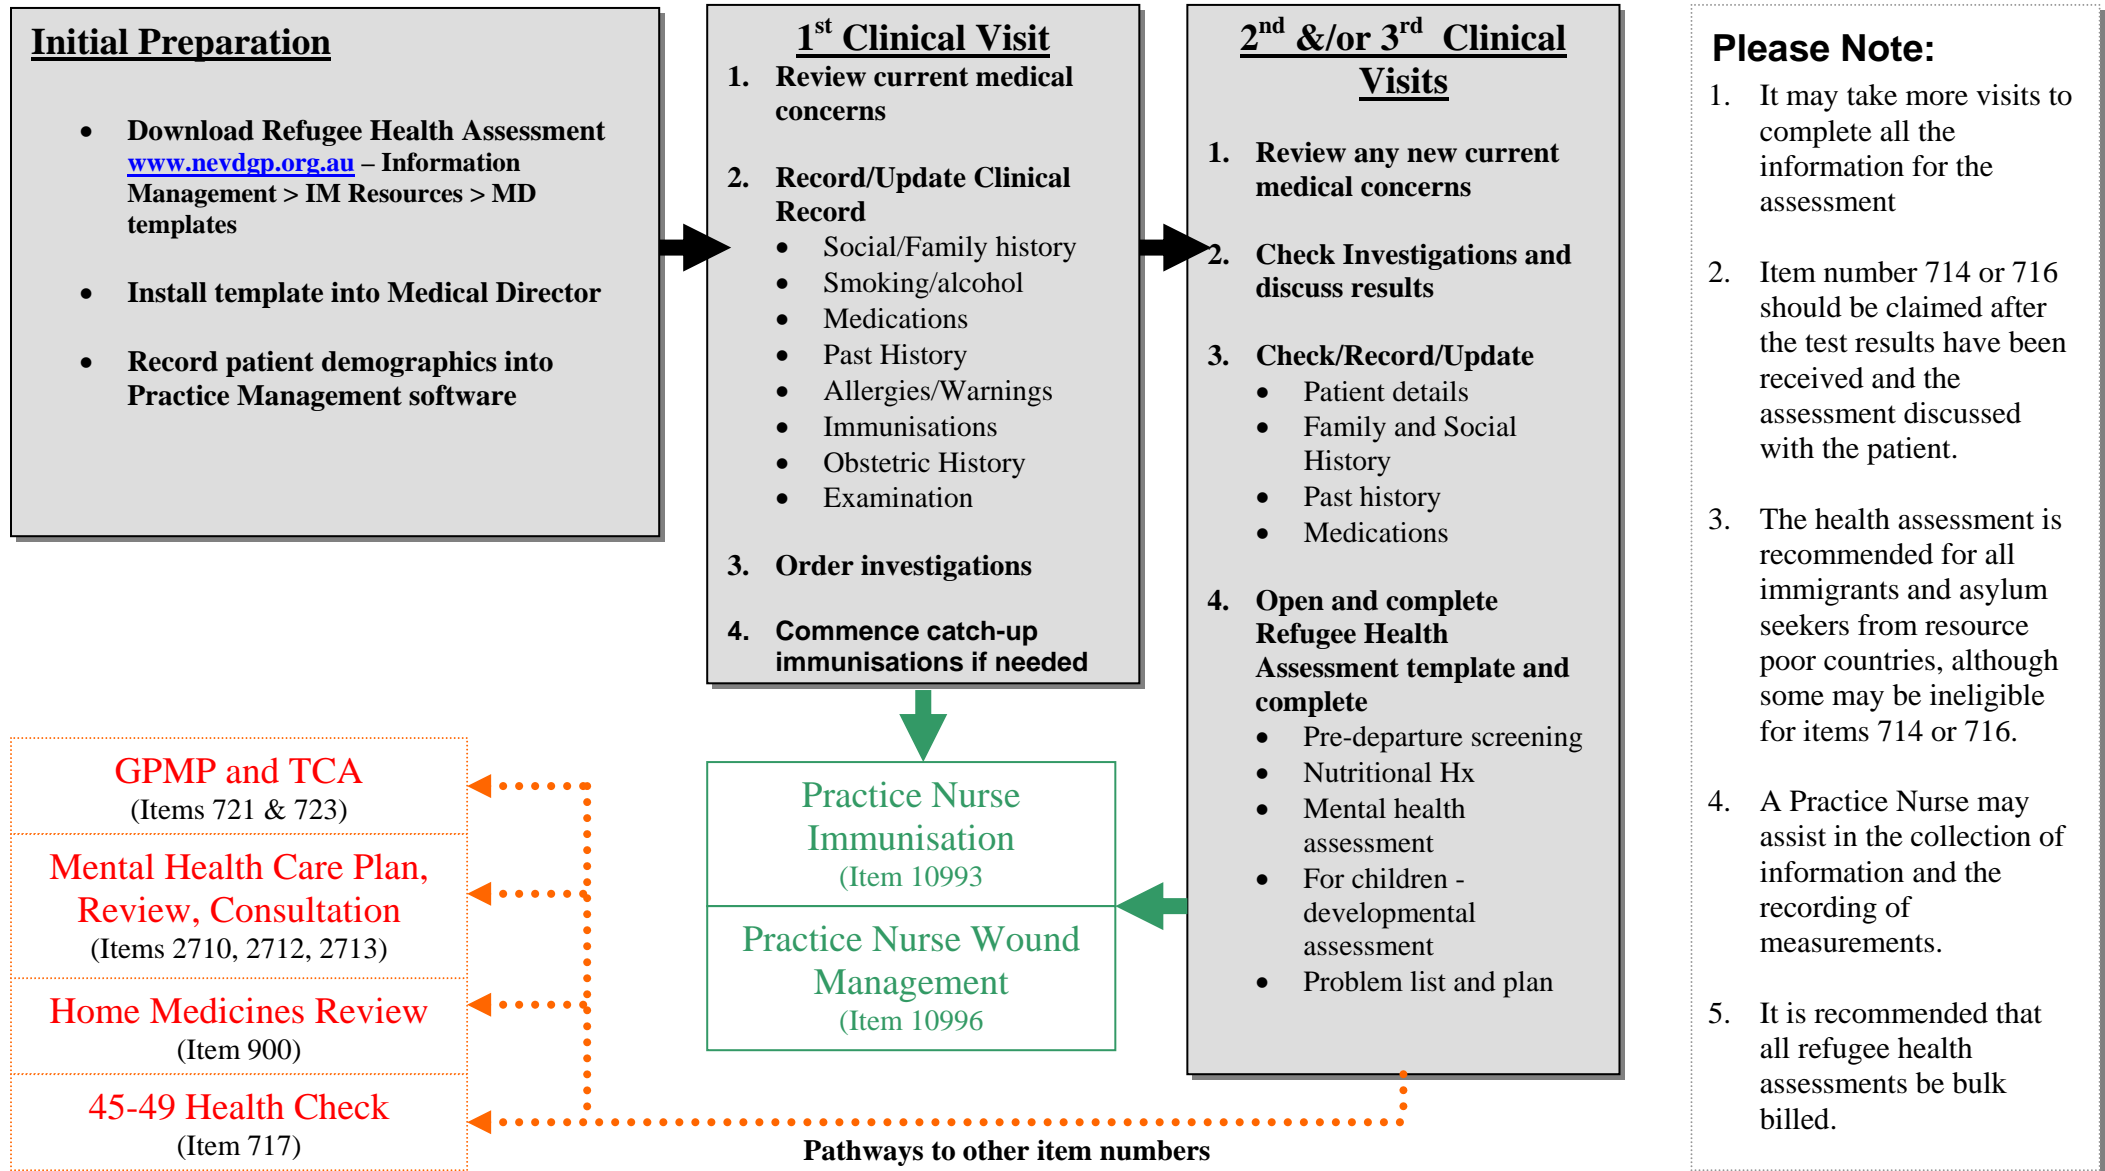 Initial Preparation
• Download Refugee Health Assessment
www.nevdgp.org.au – Information
Management > IM Resources > MD
templates
• Install template into Medical Director
• Record patient demographics into
Practice Management software
1st Clinical Visit
1. Review current medical
concerns
2. Record/Update Clinical
Record
• Social/Family history
• Smoking/alcohol
• Medications
• Past History
• Allergies/Warnings
• Immunisations
• Obstetric History
• Examination
3. Order investigations
4. Commence catch-up
immunisations if needed
2nd &/or 3rd Clinical
Visits
1. Review any new current
medical concerns
2. Check Investigations and
discuss results
3. Check/Record/Update
• Patient details
• Family and Social
History
• Past history
• Medications
4. Open and complete
Refugee Health
Assessment template and
complete
• Pre-departure screening
• Nutritional Hx
• Mental health
assessment
• For children -
developmental
assessment
• Problem list and plan
Please Note:
1. It may take more visits to
complete all the
information for the
assessment
2. Item number 714 or 716
should be claimed after
the test results have been
received and the
assessment discussed
with the patient.
3. The health assessment is
recommended for all
immigrants and asylum
seekers from resource
poor countries, although
some may be ineligible
for items 714 or 716.
4. A Practice Nurse may
assist in the collection of
information and the
recording of
measurements.
5. It is recommended that
all refugee health
assessments be bulk
billed.
GPMP and TCA
(Items 721 & 723)
Mental Health Care Plan,
Review, Consultation
(Items 2710, 2712, 2713)
Home Medicines Review
(Item 900)
45-49 Health Check
(Item 717)
Practice Nurse
Immunisation
(Item 10993
Practice Nurse Wound
Management
(Item 10996
Pathways to other item numbers